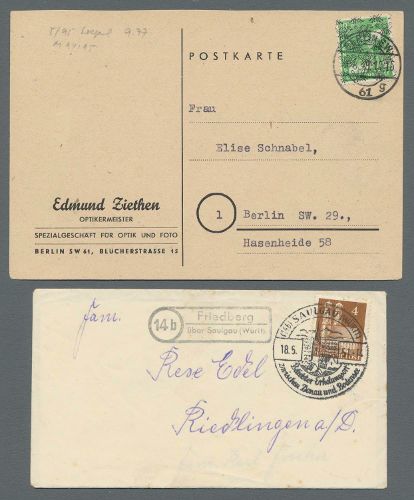 POSTKARTE
Frau
Elise Schnabel,
1 Berlin SW. 29.,
Hasenheide 58
Edmund Ziethen
OPTIKERMEISTER
SPEZIALGESCHÄFT FÜR OPTIK UND FOTO
BERLIN SW 61, BLÜCHERSTRASSE 15
61 g
14b
Friedberg
über Saulgau (Württ)
4
18.5.
zwischen Donau und Bodensee
Fam.
Rese Edel
Riedlingen a/D.